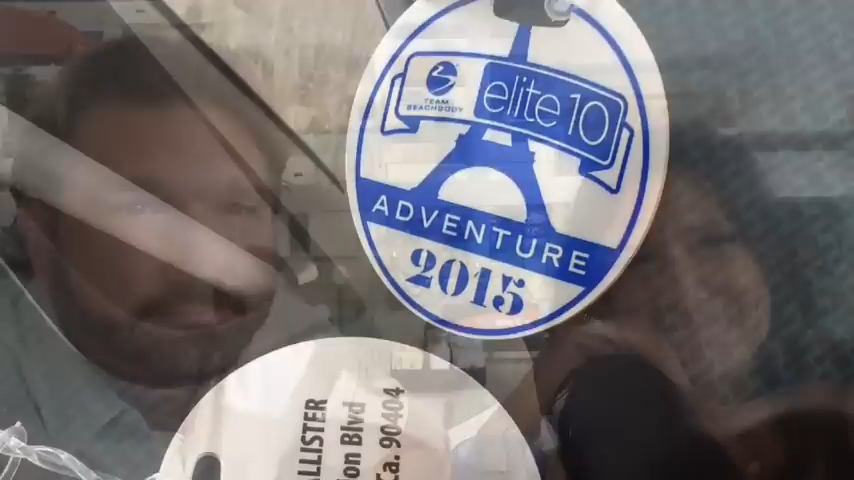 TEAM
BEACHBODY
elite 10
ADVENTURE
2015
ALLISTER
on Blvd
Ca. 90404